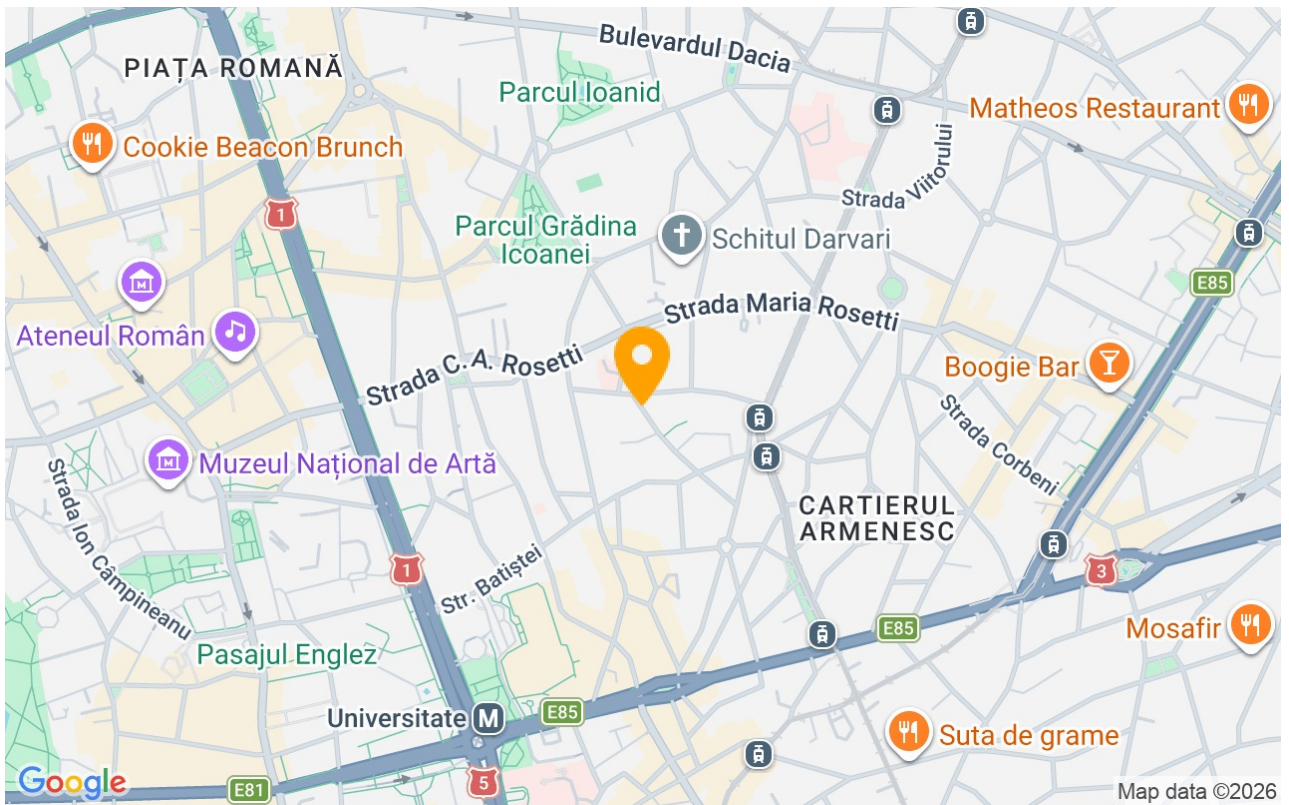 Bulevardul Dacia
PIAȚA ROMANĂ
Parcul Ioanid
Matheos Restaurant
Cookie Beacon Brunch
Strada Viitorului
1
Parcul Grădina
Icoanei
Schitul Darvari
E85
Strada Maria Rosetti
Ateneul Român
Strada C. A. Rosetti
Boogie Bar
Strada Corbeni
Muzeul Național de Artă
CARTIERUL
ARMENESC
Strada Ion Câmpineanu
1
Str. Batiștei
3
E85
Mosafir
Pasajul Englez
Universitate
M
E85
Suta de grame
Google
E81
5
Map data ©2026